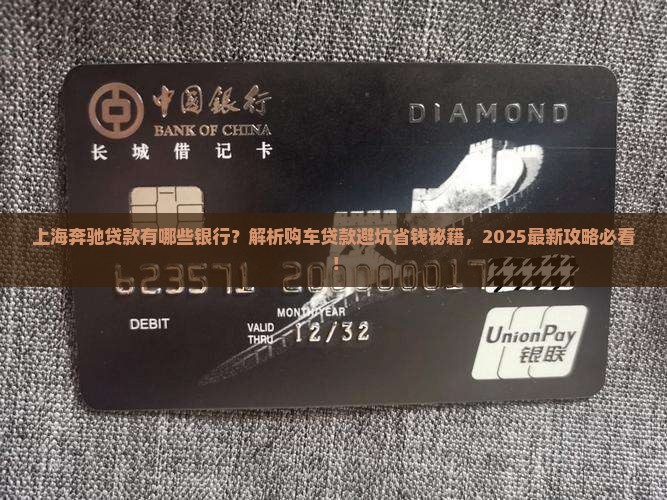 中国銀行
DIAMOND
BANK OF CHINA
长城借记卡
上海奔驰贷款有哪些银行？解析购车贷款避坑省钱秘籍，2025最新攻略必看
！
MONTH/YEAR
DEBIT
VALID THRU 12/32
UnionPay
银联